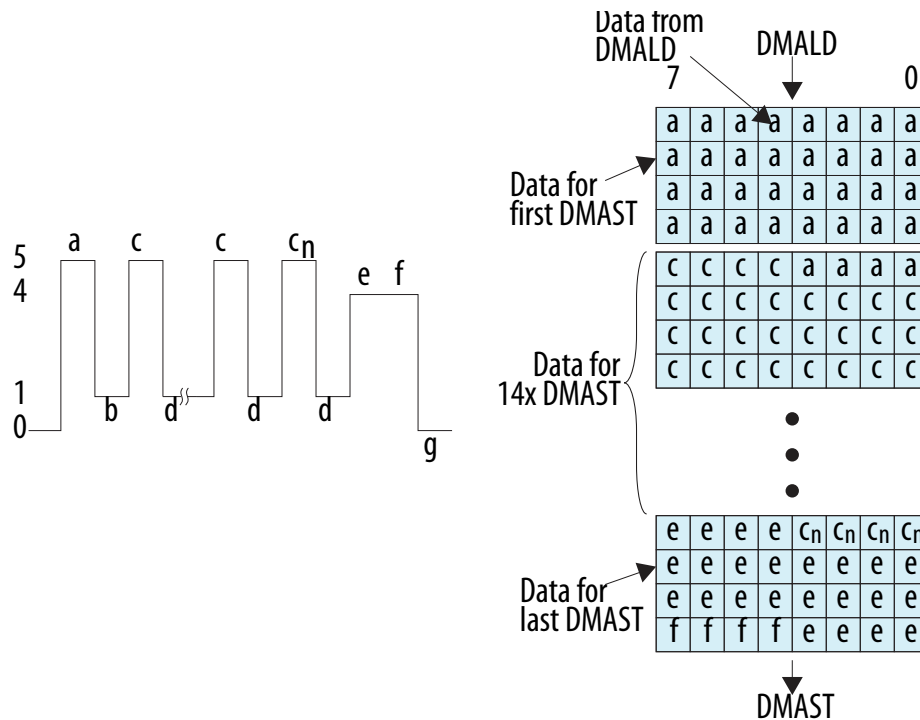 Data from
DMALD
DMALD
7 0
a a a a a a a a
a a a a a a a a
a a a a a a a a
a a a a a a a a
Data for
first DMAST
c c c c a a a a
c c c c c c c c
c c c c c c c c
c c c c c c c c
Data for
14x DMAST
e e e e cn cn cn cn
e e e e e e e e
e e e e e e e e
f f f f e e e e
Data for
last DMAST
DMAST
a c c cn
5
4
e f
1
0
b d d d
g